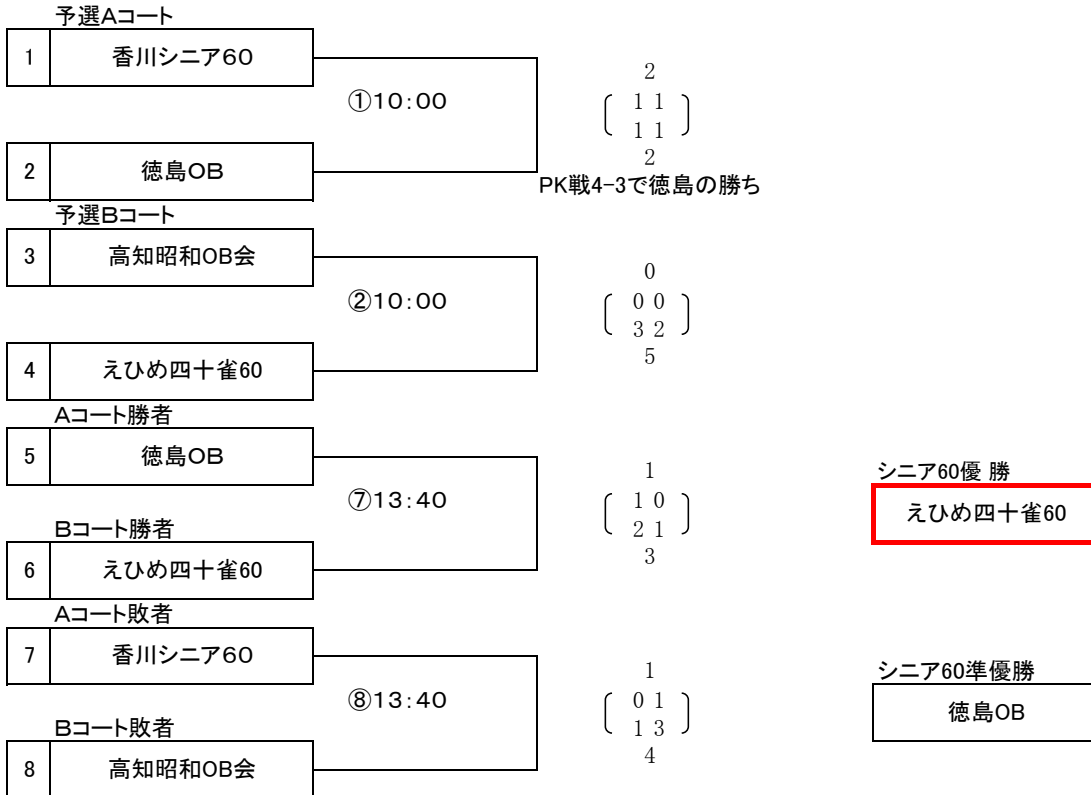 予選Aコート
1 香川シニア60
①10:00
2
1 1
1 1
2
2 徳島OB
PK戦4-3で徳島の勝ち
予選Bコート
3 高知昭和OB会
②10:00
0
0 0
3 2
5
4 えひめ四十雀60
Aコート勝者
5 徳島OB
⑦13:40
1
1 0
2 1
3
シニア60優 勝
えひめ四十雀60
Bコート勝者
6 えひめ四十雀60
Aコート敗者
7 香川シニア60
⑧13:40
1
0 1
1 3
4
シニア60準優勝
徳島OB
Bコート敗者
8 高知昭和OB会